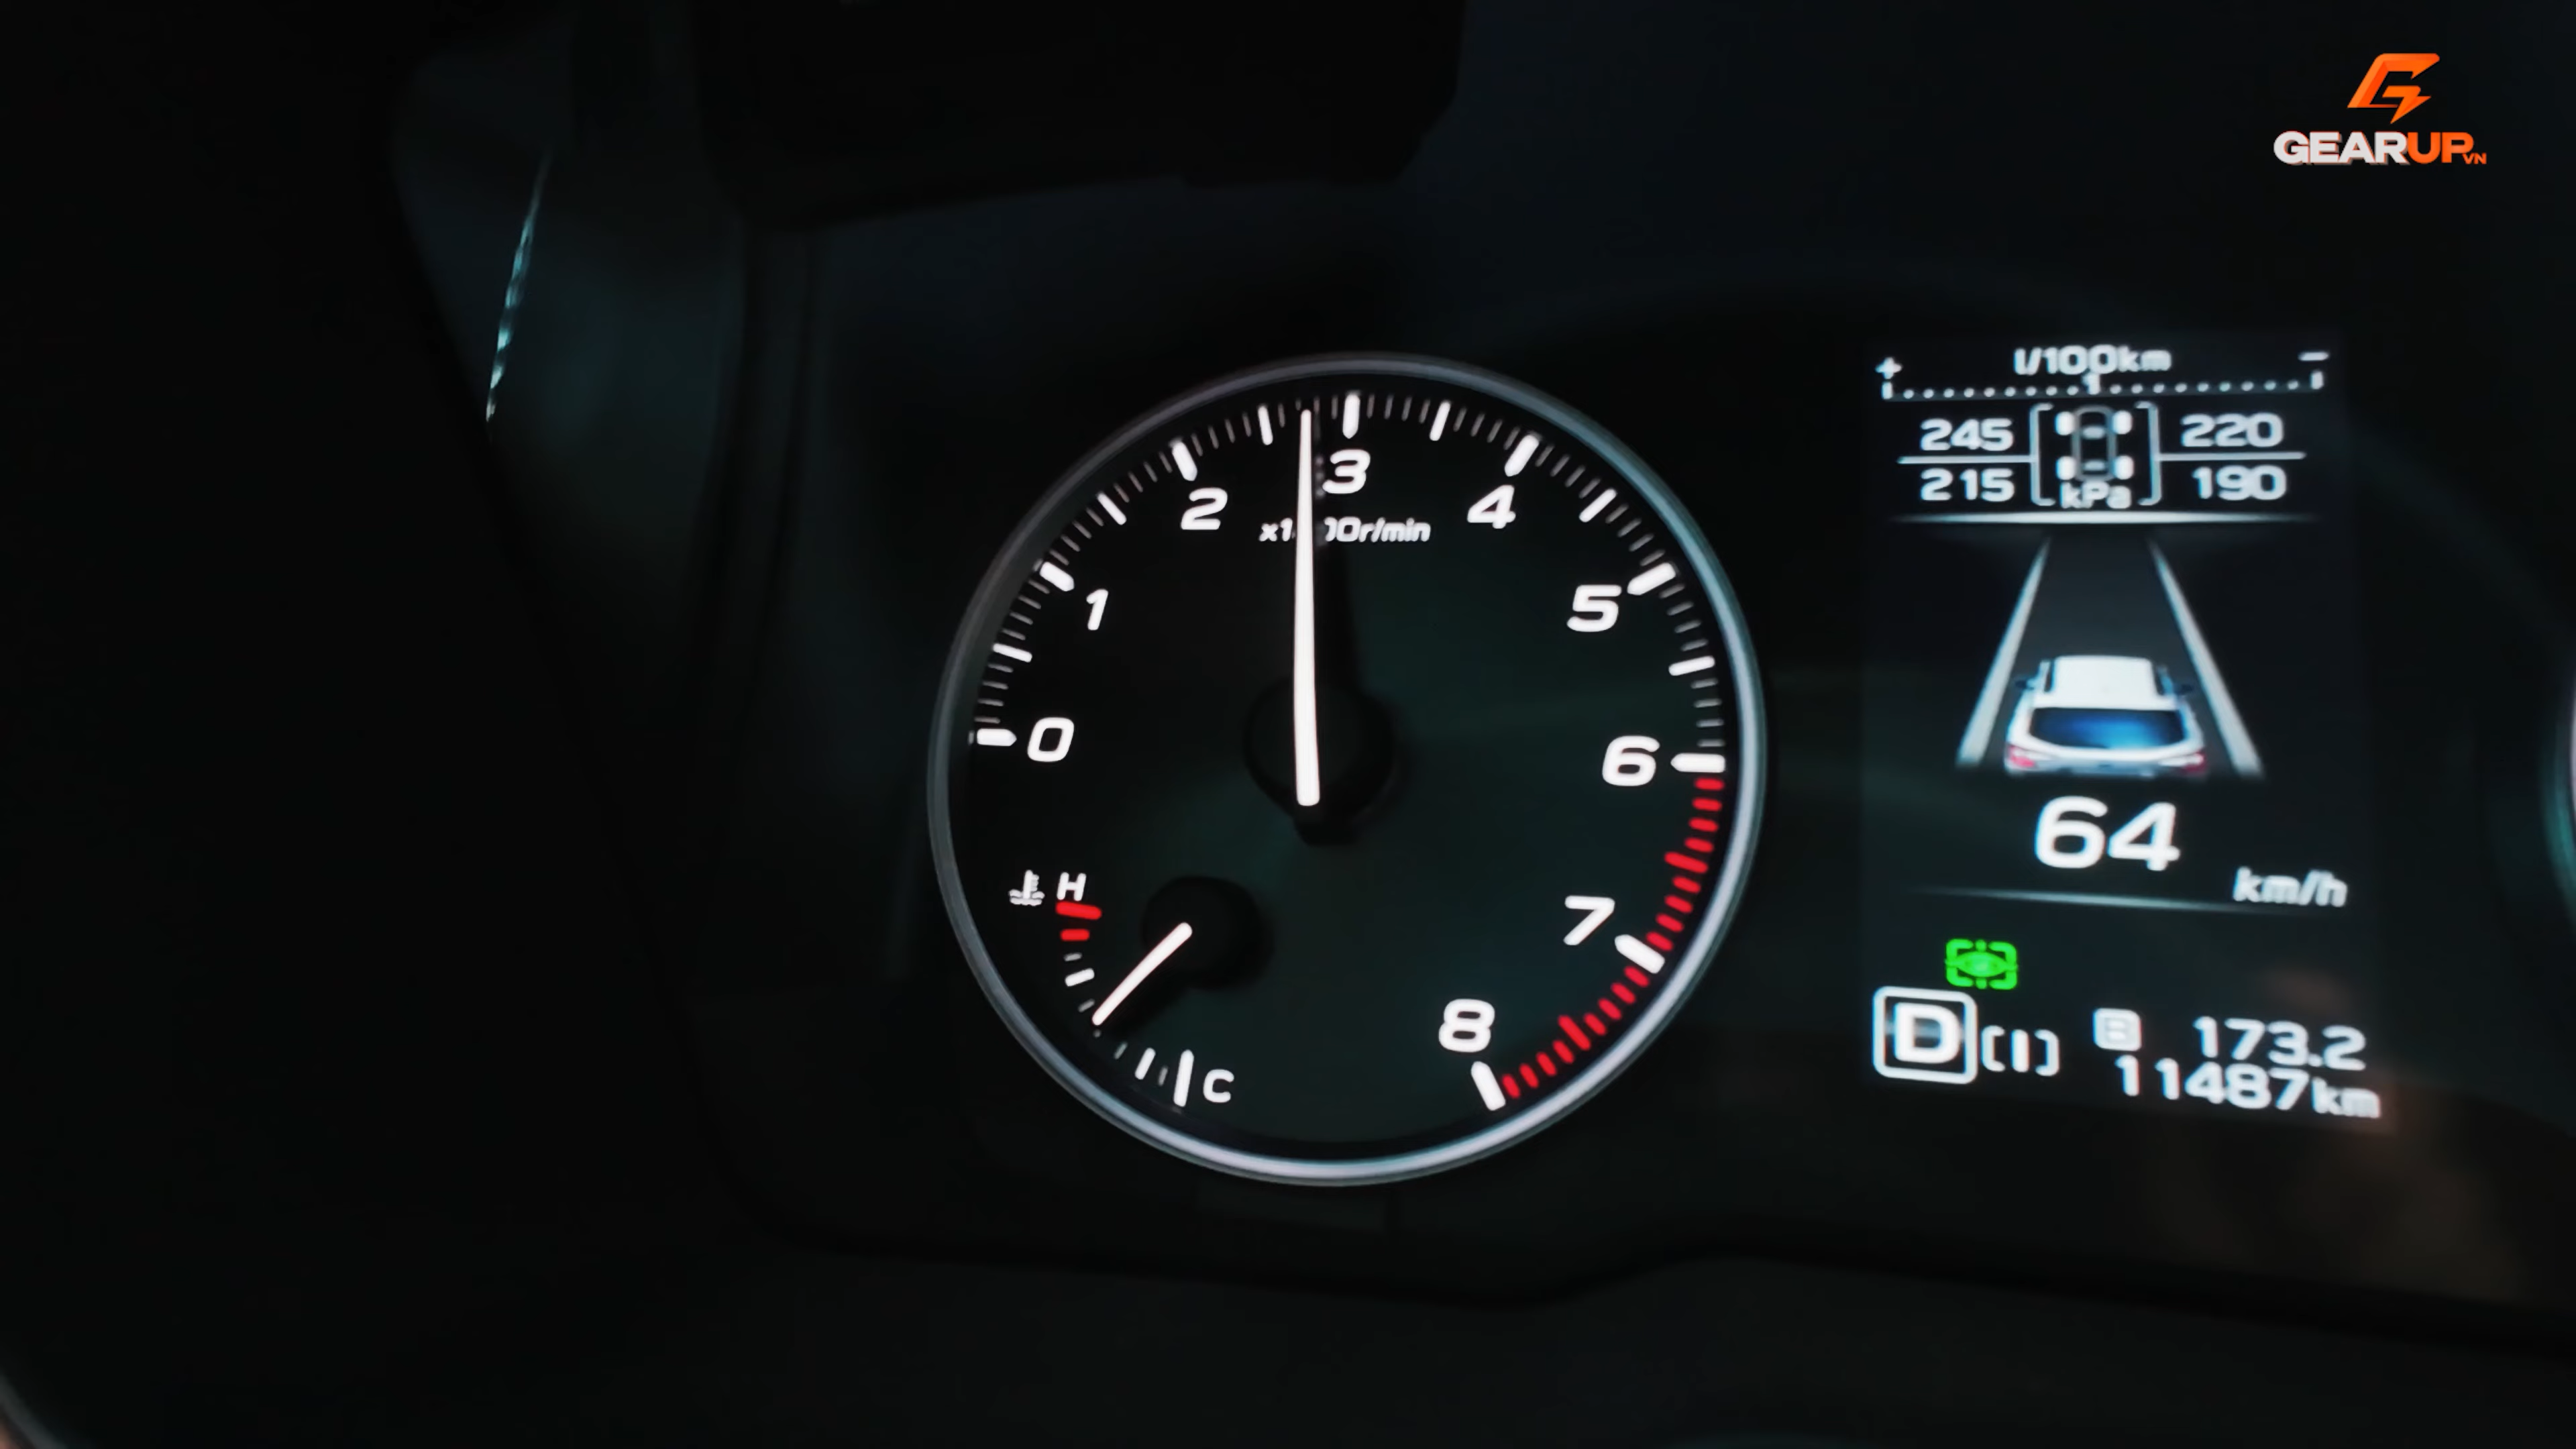 GEARUP.VN
0
1
2
3
4
5
6
7
8
r/min
H
C
+ l/100km −
245 220
215 190
kPa
64
km/h
D [I] B 173.2
11487km